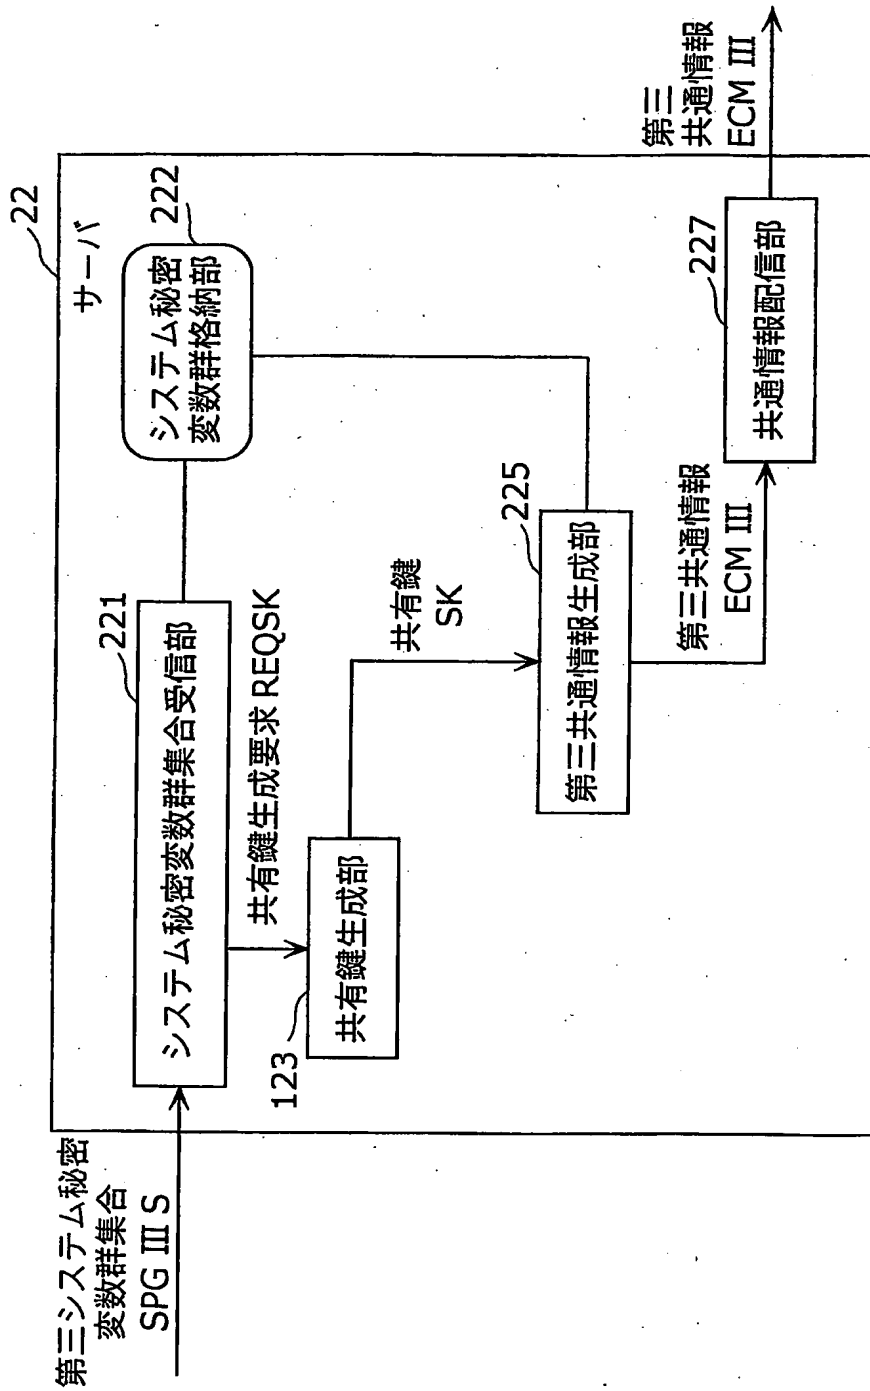 22
サーバ
第三システム秘密
変数群集合
SPG III S
221
システム秘密変数群集合受信部
222
システム秘密
変数群格納部
共有鍵生成要求 REQSK
123
共有鍵生成部
共有鍵
SK
225
第三共通情報生成部
第三共通情報
ECM III
227
共通情報配信部
第三
共通情報
ECM III